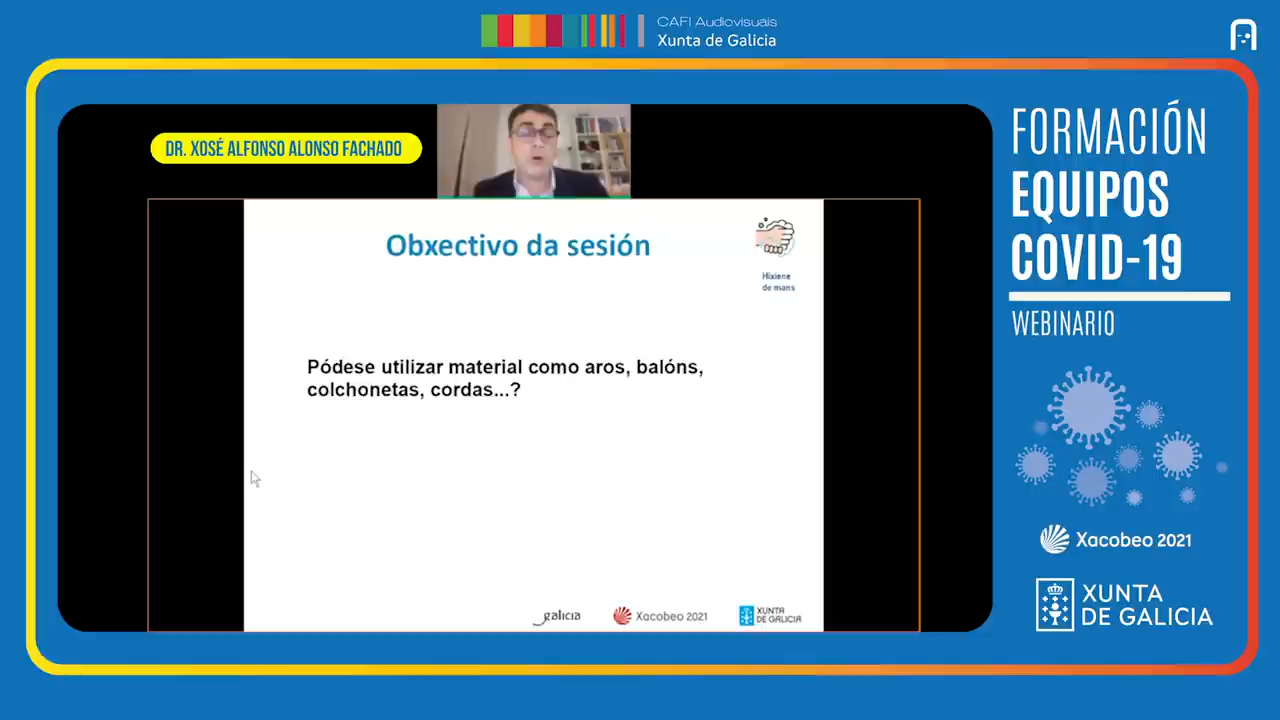 CAFI Audiovisuais
Xunta de Galicia
DR. XOSÉ ALFONSO ALONSO FACHADO
Obxectivo da sesión
Hixiene
de mans
Pódese utilizar material como aros, balóns,
colchonetas, cordas...?
galicia
Xacobeo 2021
XUNTA
DE GALICIA
FORMACIÓN
EQUIPOS
COVID-19
WEBINARIO
Xacobeo 2021
XUNTA
DE GALICIA